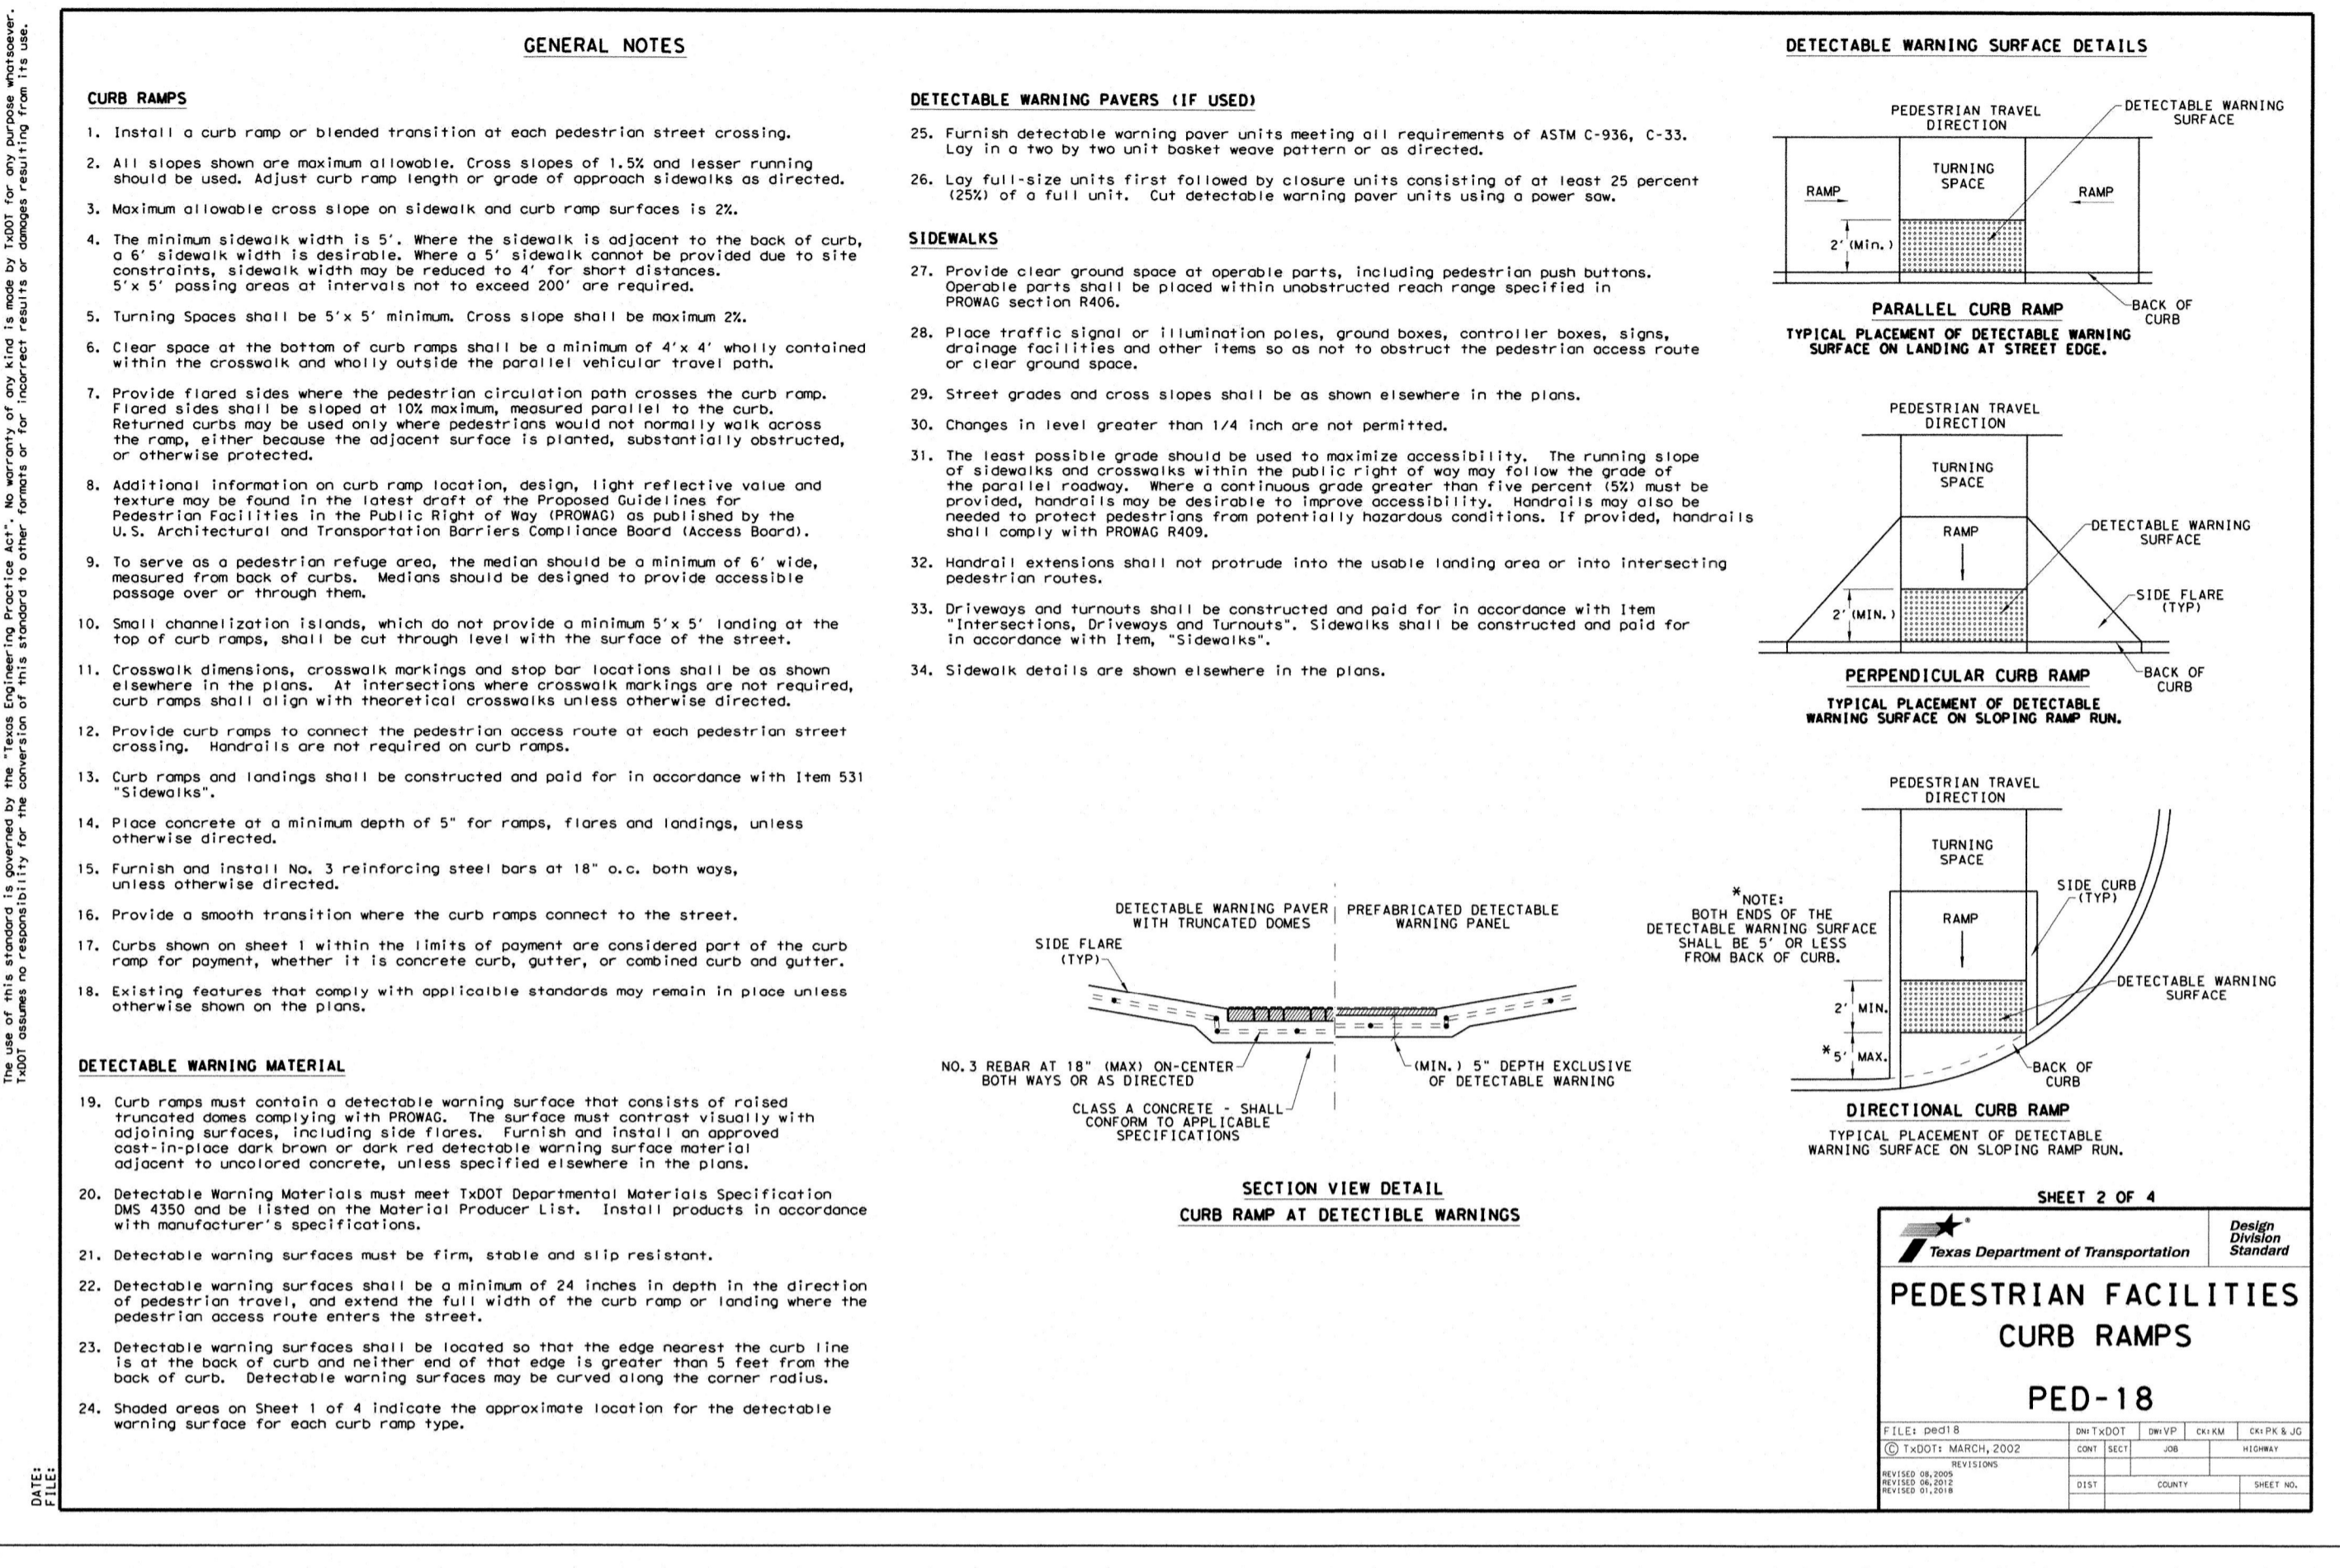 The use of this standard is governed by the "Texas Engineering Practice Act". No warranty of any kind is made by TxDOT for any purpose whatsoever.
TxDOT assumes no responsibility for the conversion of this standard to other formats or for incorrect results or damages resulting from its use.
DATE:
FILE:
GENERAL NOTES
CURB RAMPS
1. Install a curb ramp or blended transition at each pedestrian street crossing.
2. All slopes shown are maximum allowable. Cross slopes of 1.5% and lesser running
should be used. Adjust curb ramp length or grade of approach sidewalks as directed.
3. Maximum allowable cross slope on sidewalk and curb ramp surfaces is 2%.
4. The minimum sidewalk width is 5'. Where the sidewalk is adjacent to the back of curb,
a 6' sidewalk width is desirable. Where a 5' sidewalk cannot be provided due to site
constraints, sidewalk width may be reduced to 4' for short distances.
5'x 5' passing areas at intervals not to exceed 200' are required.
5. Turning Spaces shall be 5'x 5' minimum. Cross slope shall be maximum 2%.
6. Clear space at the bottom of curb ramps shall be a minimum of 4'x 4' wholly contained
within the crosswalk and wholly outside the parallel vehicular travel path.
7. Provide flared sides where the pedestrian circulation path crosses the curb ramp.
Flared sides shall be sloped at 10% maximum, measured parallel to the curb.
Returned curbs may be used only where pedestrians would not normally walk across
the ramp, either because the adjacent surface is planted, substantially obstructed,
or otherwise protected.
8. Additional information on curb ramp location, design, light reflective value and
texture may be found in the latest draft of the Proposed Guidelines for
Pedestrian Facilities in the Public Right of Way (PROWAG) as published by the
U.S. Architectural and Transportation Barriers Compliance Board (Access Board).
9. To serve as a pedestrian refuge area, the median should be a minimum of 6' wide,
measured from back of curbs. Medians should be designed to provide accessible
passage over or through them.
10. Small channelization islands, which do not provide a minimum 5'x 5' landing at the
top of curb ramps, shall be cut through level with the surface of the street.
11. Crosswalk dimensions, crosswalk markings and stop bar locations shall be as shown
elsewhere in the plans. At intersections where crosswalk markings are not required,
curb ramps shall align with theoretical crosswalks unless otherwise directed.
12. Provide curb ramps to connect the pedestrian access route at each pedestrian street
crossing. Handrails are not required on curb ramps.
13. Curb ramps and landings shall be constructed and paid for in accordance with Item 531
"Sidewalks".
14. Place concrete at a minimum depth of 5" for ramps, flares and landings, unless
otherwise directed.
15. Furnish and install No. 3 reinforcing steel bars at 18" o.c. both ways,
unless otherwise directed.
16. Provide a smooth transition where the curb ramps connect to the street.
17. Curbs shown on sheet 1 within the limits of payment are considered part of the curb
ramp for payment, whether it is concrete curb, gutter, or combined curb and gutter.
18. Existing features that comply with applicalble standards may remain in place unless
otherwise shown on the plans.
DETECTABLE WARNING MATERIAL
19. Curb ramps must contain a detectable warning surface that consists of raised
truncated domes complying with PROWAG. The surface must contrast visually with
adjoining surfaces, including side flares. Furnish and install an approved
cast-in-place dark brown or dark red detectable warning surface material
adjacent to uncolored concrete, unless specified elsewhere in the plans.
20. Detectable Warning Materials must meet TxDOT Departmental Materials Specification
DMS 4350 and be listed on the Material Producer List. Install products in accordance
with manufacturer's specifications.
21. Detectable warning surfaces must be firm, stable and slip resistant.
22. Detectable warning surfaces shall be a minimum of 24 inches in depth in the direction
of pedestrian travel, and extend the full width of the curb ramp or landing where the
pedestrian access route enters the street.
23. Detectable warning surfaces shall be located so that the edge nearest the curb line
is at the back of curb and neither end of that edge is greater than 5 feet from the
back of curb. Detectable warning surfaces may be curved along the corner radius.
24. Shaded areas on Sheet 1 of 4 indicate the approximate location for the detectable
warning surface for each curb ramp type.
DETECTABLE WARNING PAVERS (IF USED)
25. Furnish detectable warning paver units meeting all requirements of ASTM C-936, C-33.
Lay in a two by two unit basket weave pattern or as directed.
26. Lay full-size units first followed by closure units consisting of at least 25 percent
(25%) of a full unit. Cut detectable warning paver units using a power saw.
SIDEWALKS
27. Provide clear ground space at operable parts, including pedestrian push buttons.
Operable parts shall be placed within unobstructed reach range specified in
PROWAG section R406.
28. Place traffic signal or illumination poles, ground boxes, controller boxes, signs,
drainage facilities and other items so as not to obstruct the pedestrian access route
or clear ground space.
29. Street grades and cross slopes shall be as shown elsewhere in the plans.
30. Changes in level greater than 1/4 inch are not permitted.
31. The least possible grade should be used to maximize accessibility. The running slope
of sidewalks and crosswalks within the public right of way may follow the grade of
the parallel roadway. Where a continuous grade greater than five percent (5%) must be
provided, handrails may be desirable to improve accessibility. Handrails may also be
needed to protect pedestrians from potentially hazardous conditions. If provided, handrails
shall comply with PROWAG R409.
32. Handrail extensions shall not protrude into the usable landing area or into intersecting
pedestrian routes.
33. Driveways and turnouts shall be constructed and paid for in accordance with Item
"Intersections, Driveways and Turnouts". Sidewalks shall be constructed and paid for
in accordance with Item, "Sidewalks".
34. Sidewalk details are shown elsewhere in the plans.
DETECTABLE WARNING PAVER
WITH TRUNCATED DOMES
PREFABRICATED DETECTABLE
WARNING PANEL
SIDE FLARE
(TYP)
NO.3 REBAR AT 18" (MAX) ON-CENTER
BOTH WAYS OR AS DIRECTED
(MIN.) 5" DEPTH EXCLUSIVE
OF DETECTABLE WARNING
CLASS A CONCRETE - SHALL
CONFORM TO APPLICABLE
SPECIFICATIONS
SECTION VIEW DETAIL
CURB RAMP AT DETECTIBLE WARNINGS
DETECTABLE WARNING SURFACE DETAILS
PEDESTRIAN TRAVEL
DIRECTION
DETECTABLE WARNING
SURFACE
TURNING
SPACE
RAMP
RAMP
2' (Min.)
BACK OF
CURB
PARALLEL CURB RAMP
TYPICAL PLACEMENT OF DETECTABLE WARNING
SURFACE ON LANDING AT STREET EDGE.
PEDESTRIAN TRAVEL
DIRECTION
TURNING
SPACE
RAMP
DETECTABLE WARNING
SURFACE
SIDE FLARE
(TYP)
2' (MIN.)
BACK OF
CURB
PERPENDICULAR CURB RAMP
TYPICAL PLACEMENT OF DETECTABLE
WARNING SURFACE ON SLOPING RAMP RUN.
PEDESTRIAN TRAVEL
DIRECTION
TURNING
SPACE
*NOTE:
BOTH ENDS OF THE
DETECTABLE WARNING SURFACE
SHALL BE 5' OR LESS
FROM BACK OF CURB.
SIDE CURB
(TYP)
RAMP
DETECTABLE WARNING
SURFACE
2' MIN.
*5' MAX.
BACK OF
CURB
DIRECTIONAL CURB RAMP
TYPICAL PLACEMENT OF DETECTABLE
WARNING SURFACE ON SLOPING RAMP RUN.
SHEET 2 OF 4
®
Texas Department of Transportation
Design
Division
Standard
PEDESTRIAN FACILITIES
CURB RAMPS
PED-18
FILE: ped18
DN: TxDOT
DW: VP
CK: KM
CK: PK & JG
© TxDOT: MARCH, 2002
CONT
SECT
JOB
HIGHWAY
REVISIONS
REVISED 08,2005
REVISED 06,2012
REVISED 01,2018
DIST
COUNTY
SHEET NO.